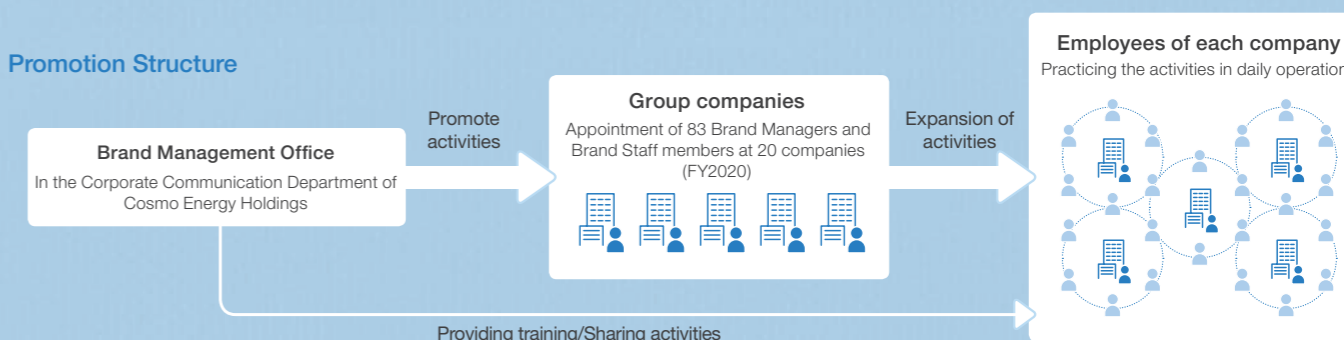 Promotion Structure
Brand Management Office
In the Corporate Communication Department of
Cosmo Energy Holdings
Promote
activities
Group companies
Appointment of 83 Brand Managers and
Brand Staff members at 20 companies
(FY2020)
Expansion of
activities
Employees of each company
Practicing the activities in daily operation
Providing training/Sharing activities